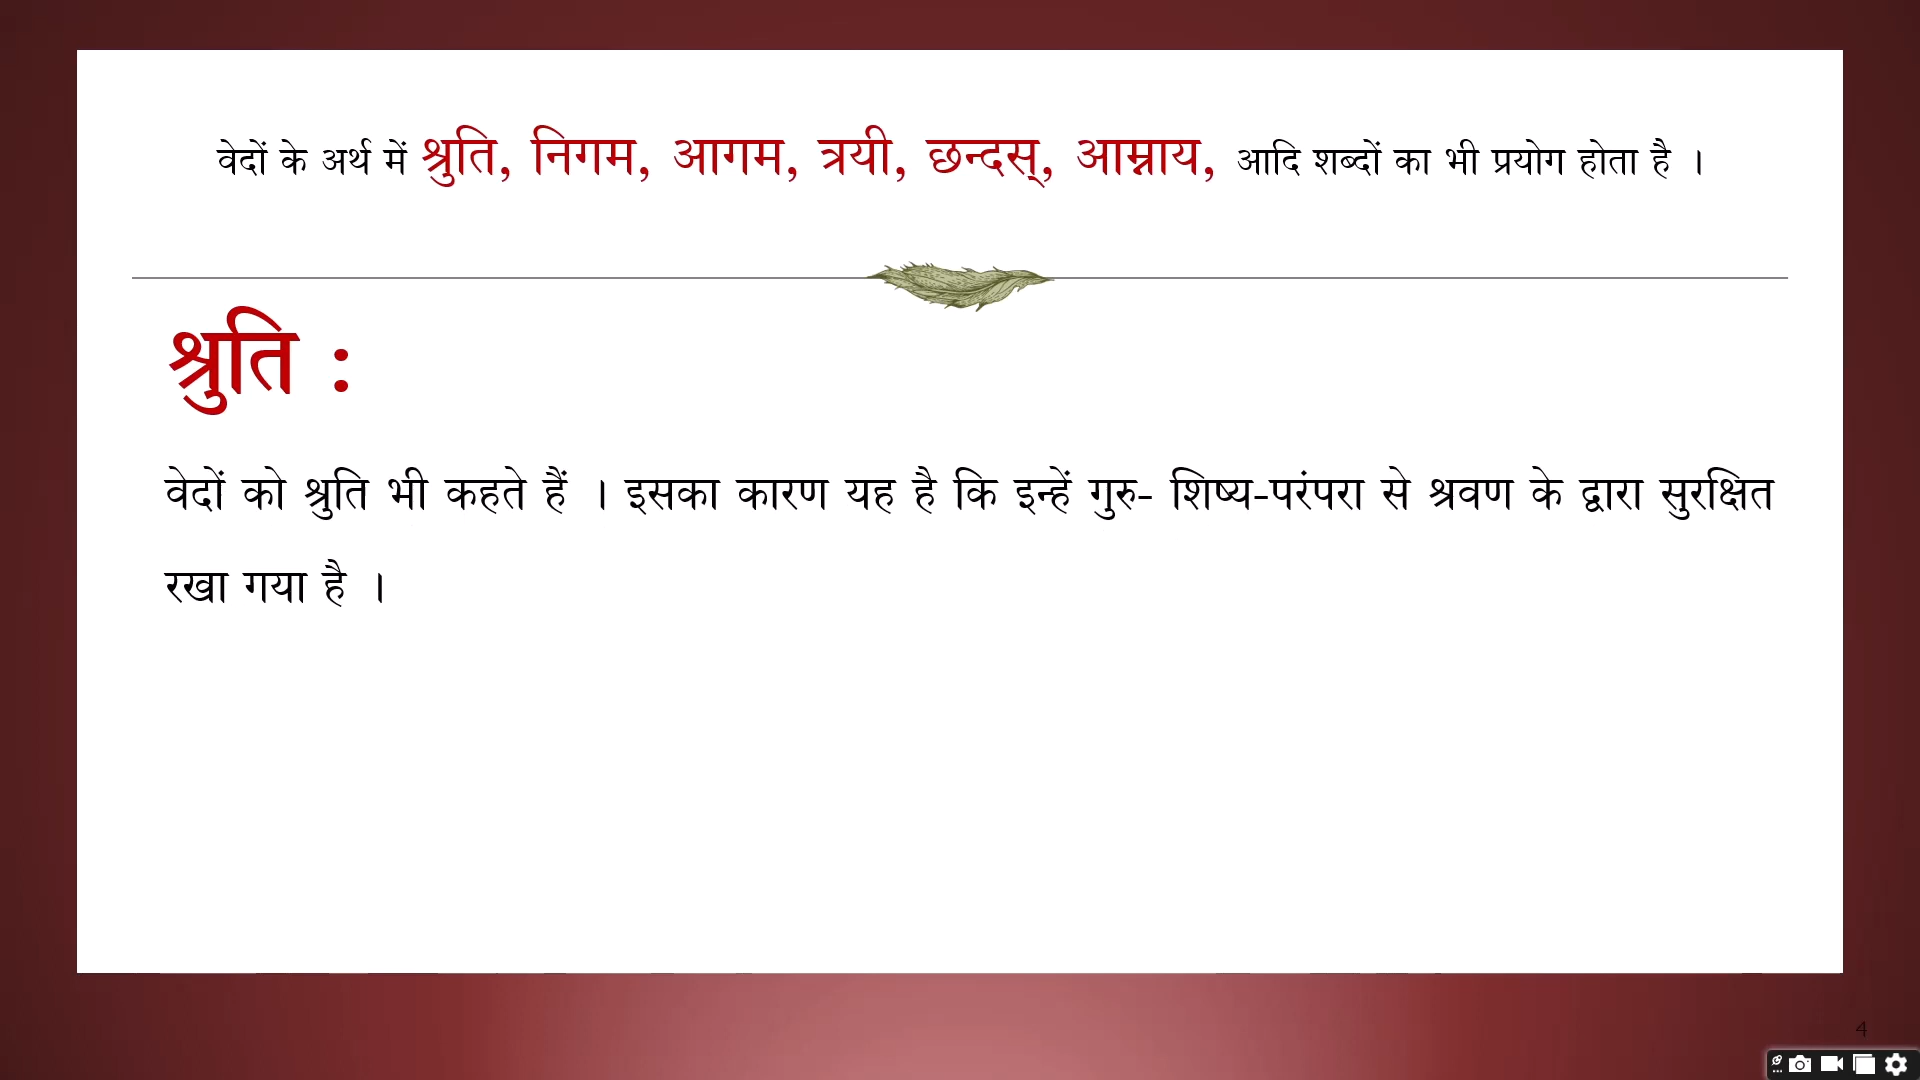 वेदों के अर्थ में श्रुति, निगम, आगम, त्रयी, छन्दस्, आम्नाय, आदि शब्दों का भी प्रयोग होता है ।
श्रुति :
वेदों को श्रुति भी कहते हैं । इसका कारण यह है कि इन्हें गुरु- शिष्य-परंपरा से श्रवण के द्वारा सुरक्षित
रखा गया है ।
4